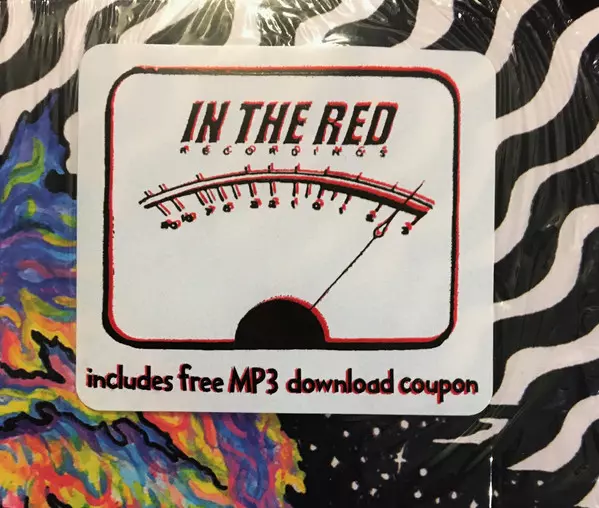 IN THE RED
RECORDINGS
includes free MP3 download coupon